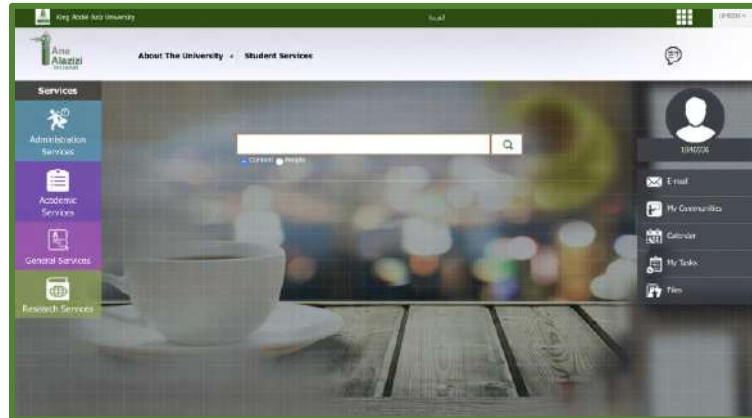 King Abdul Aziz University
العربية
Ana
Alazizi
About The University
Student Services
Services
Administration
Services
Academic
Services
General Services
Research Services
Content
People
E-mail
My Communities
Calendar
My Tasks
Files